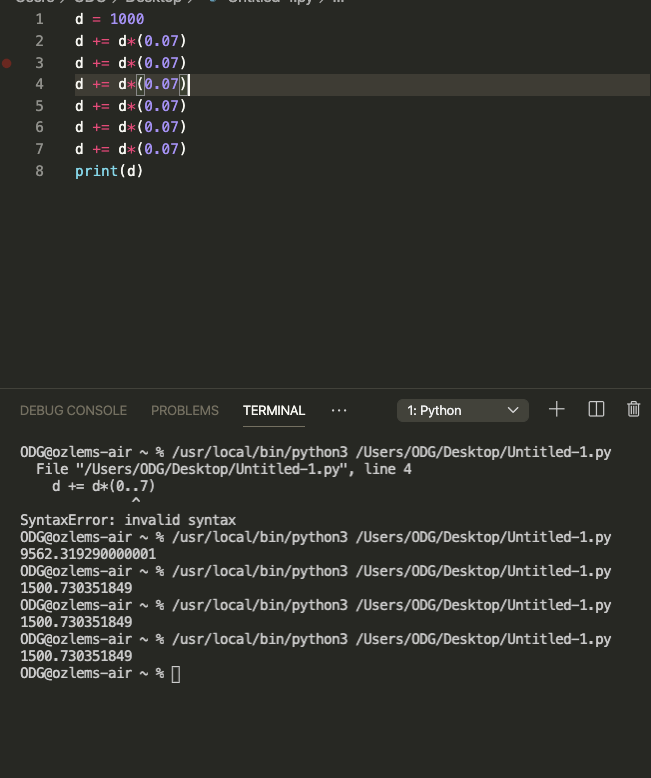 Users > ODG > Desktop > Untitled-1.py > ...
1 d = 1000
2 d += d*(0.07)
3 d += d*(0.07)
4 d += d*(0.07)
5 d += d*(0.07)
6 d += d*(0.07)
7 d += d*(0.07)
8 print(d)
DEBUG CONSOLE PROBLEMS TERMINAL ··· 1: Python
ODG@ozlems-air ~ % /usr/local/bin/python3 /Users/ODG/Desktop/Untitled-1.py
  File "/Users/ODG/Desktop/Untitled-1.py", line 4
    d += d*(0..7)
              ^
SyntaxError: invalid syntax
ODG@ozlems-air ~ % /usr/local/bin/python3 /Users/ODG/Desktop/Untitled-1.py
9562.319290000001
ODG@ozlems-air ~ % /usr/local/bin/python3 /Users/ODG/Desktop/Untitled-1.py
1500.730351849
ODG@ozlems-air ~ % /usr/local/bin/python3 /Users/ODG/Desktop/Untitled-1.py
1500.730351849
ODG@ozlems-air ~ % /usr/local/bin/python3 /Users/ODG/Desktop/Untitled-1.py
1500.730351849
ODG@ozlems-air ~ %